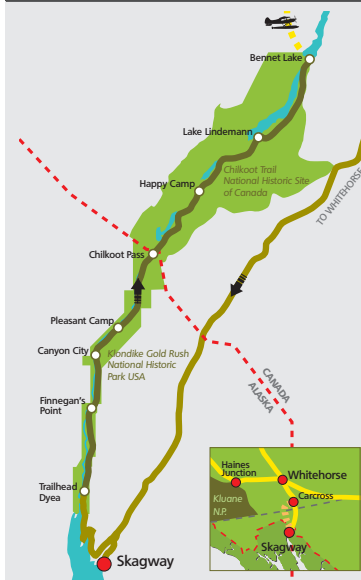 Bennet Lake
Lake Lindemann
Chilkoot Trail
National Historic Site
of Canada
Happy Camp
TO WHITEHORSE
Chilkoot Pass
Pleasant Camp
Canyon City
Klondike Gold Rush
National Historic
Park USA
CANADA
ALASKA
Finnegan's
Point
Trailhead
Dyea
Skagway
Haines
Junction
Whitehorse
Carcross
Kluane
N.P.
Skagway